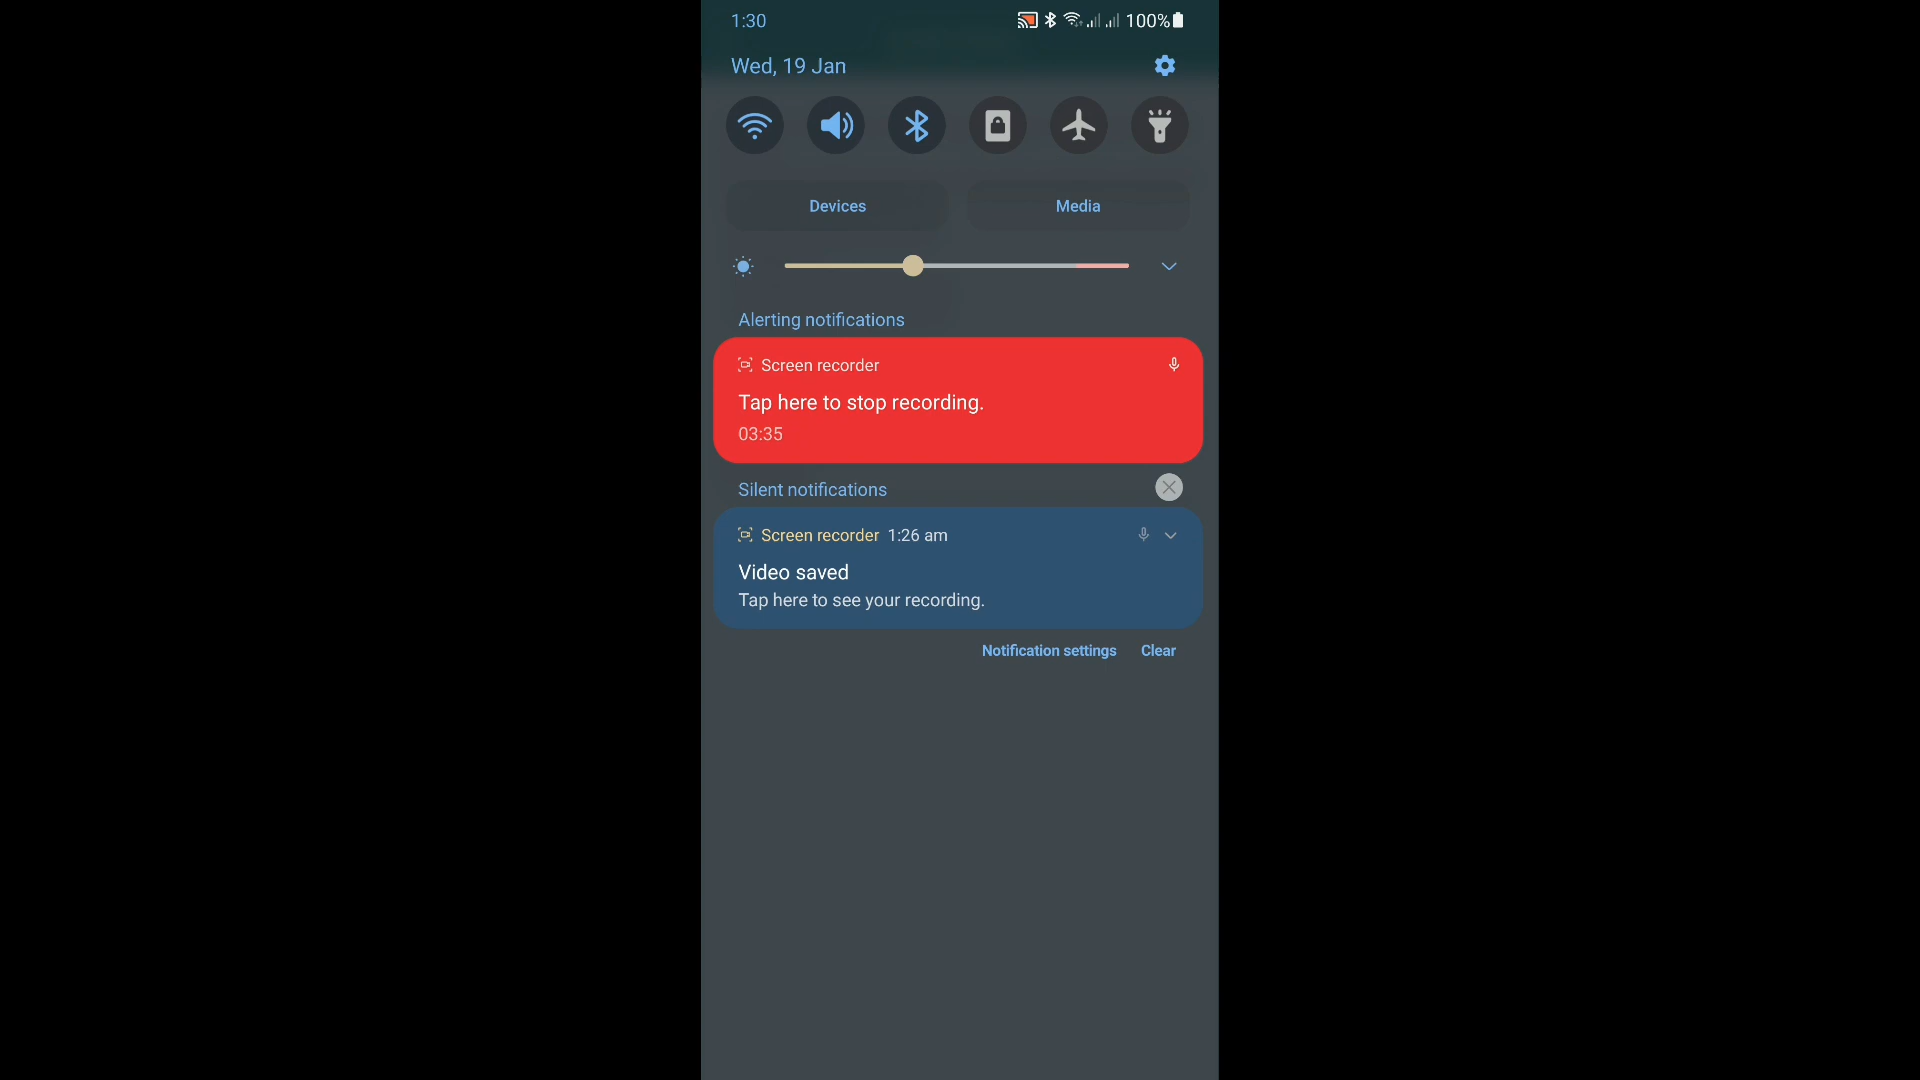 1:30
100%
Wed, 19 Jan
Devices
Media
Alerting notifications
Screen recorder
Tap here to stop recording.
03:35
Silent notifications
Screen recorder 1:26 am
Video saved
Tap here to see your recording.
Notification settings Clear